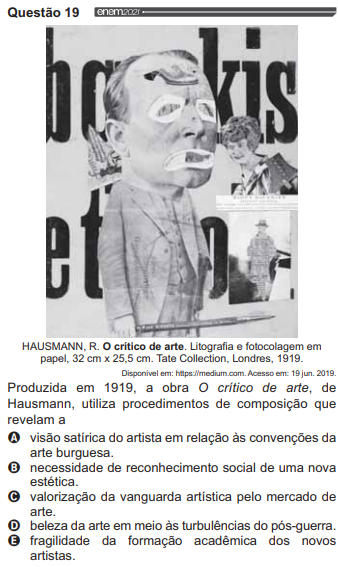 Questão 19 enem2021
HAUSMANN, R. O crítico de arte. Litografia e fotocolagem em
papel, 32 cm x 25,5 cm. Tate Collection, Londres, 1919.
Disponível em: https://medium.com. Acesso em: 19 jun. 2019.
Produzida em 1919, a obra O crítico de arte, de
Hausmann, utiliza procedimentos de composição que
revelam a
A visão satírica do artista em relação às convenções da
arte burguesa.
B necessidade de reconhecimento social de uma nova
estética.
C valorização da vanguarda artística pelo mercado de
arte.
D beleza da arte em meio às turbulências do pós-guerra.
E fragilidade da formação acadêmica dos novos
artistas.